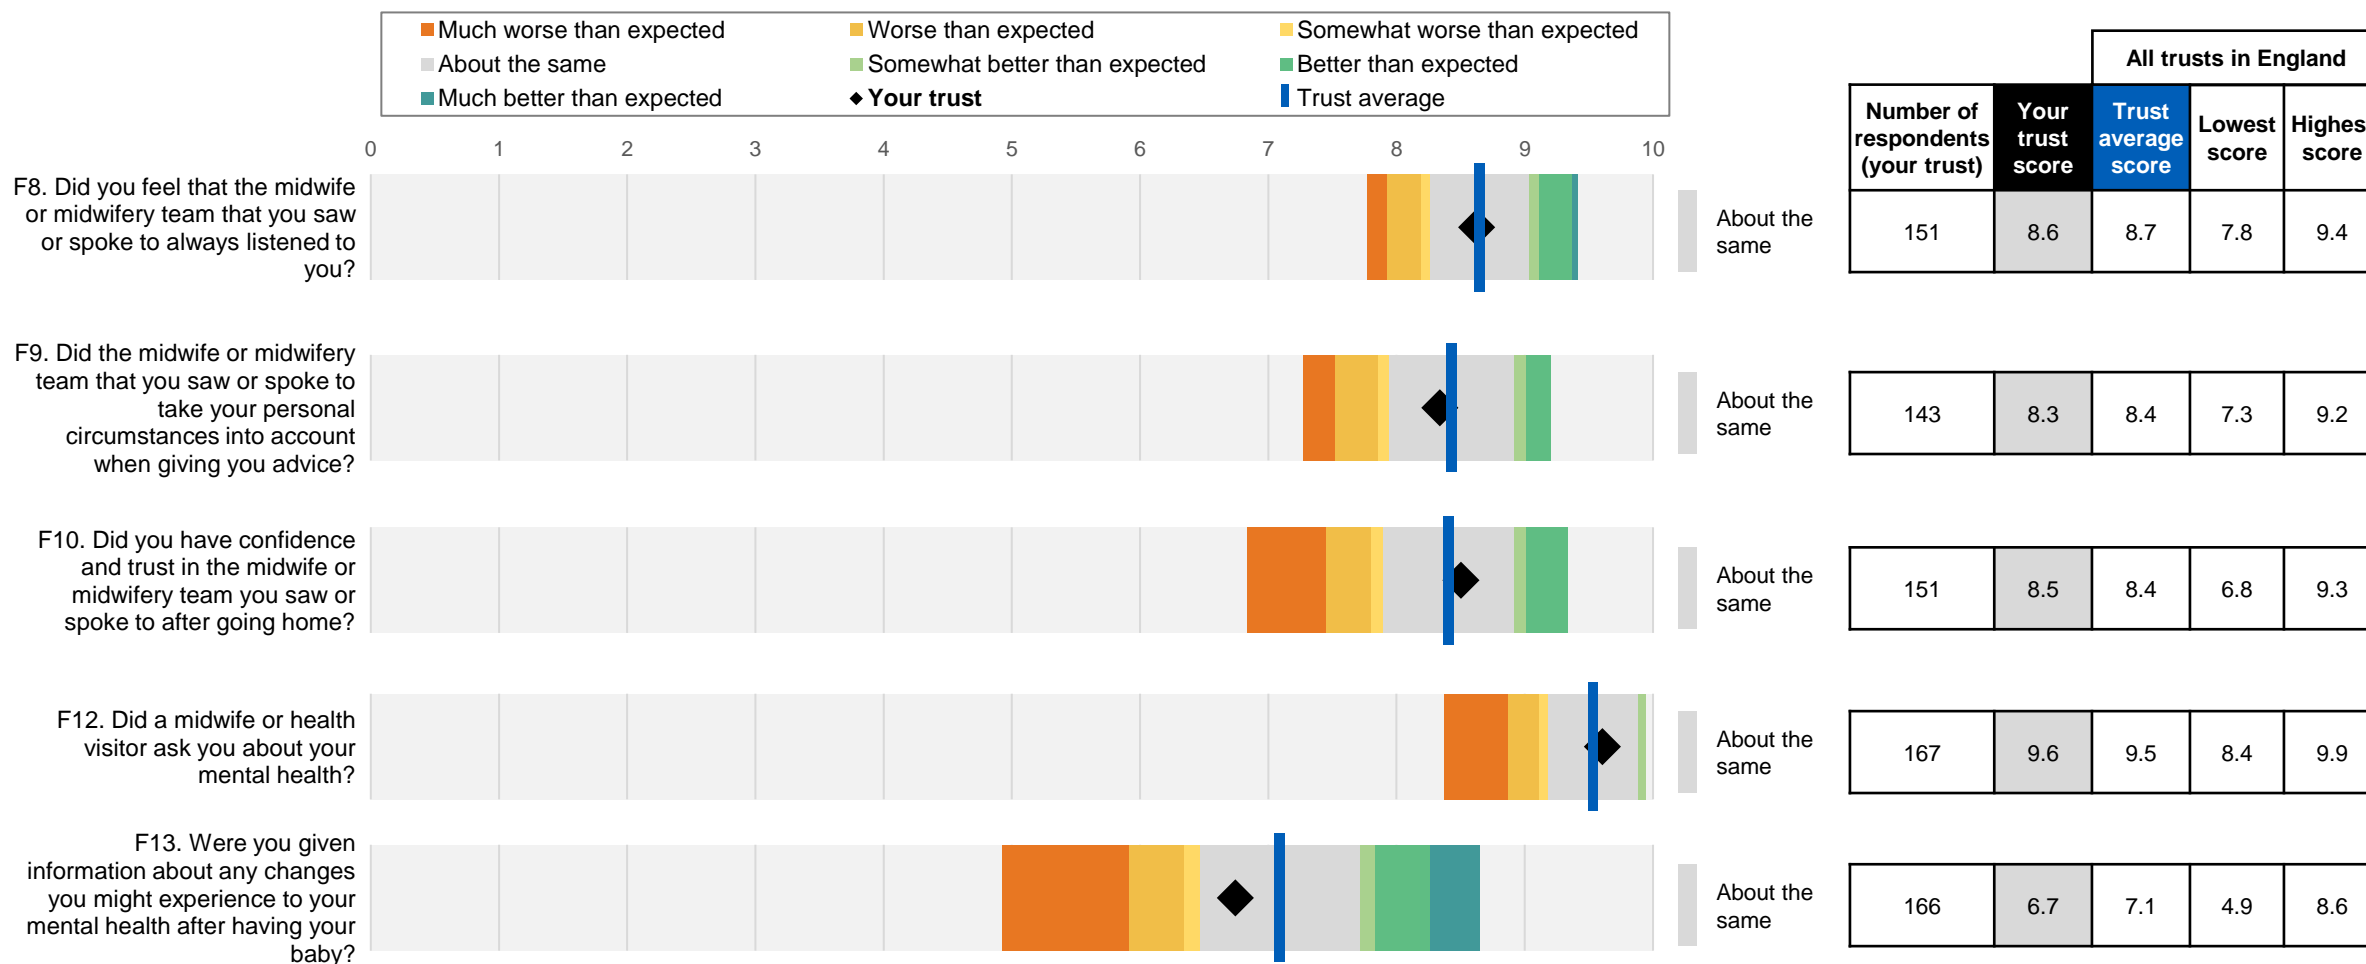 Much worse than expected
Worse than expected
Somewhat worse than expected
About the same
Somewhat better than expected
Better than expected
Much better than expected
Your trust
Trust average
All trusts in England
Number of
respondents
(your trust)
Your
trust
score
Trust
average
score
Lowest
score
Highes
score
0 1 2 3 4 5 6 7 8 9 10
F8. Did you feel that the midwife
or midwifery team that you saw
or spoke to always listened to
you?
About the
same
151 8.6 8.7 7.8 9.4
F9. Did the midwife or midwifery
team that you saw or spoke to
take your personal
circumstances into account
when giving you advice?
About the
same
143 8.3 8.4 7.3 9.2
F10. Did you have confidence
and trust in the midwife or
midwifery team you saw or
spoke to after going home?
About the
same
151 8.5 8.4 6.8 9.3
F12. Did a midwife or health
visitor ask you about your
mental health?
About the
same
167 9.6 9.5 8.4 9.9
F13. Were you given
information about any changes
you might experience to your
mental health after having your
baby?
About the
same
166 6.7 7.1 4.9 8.6